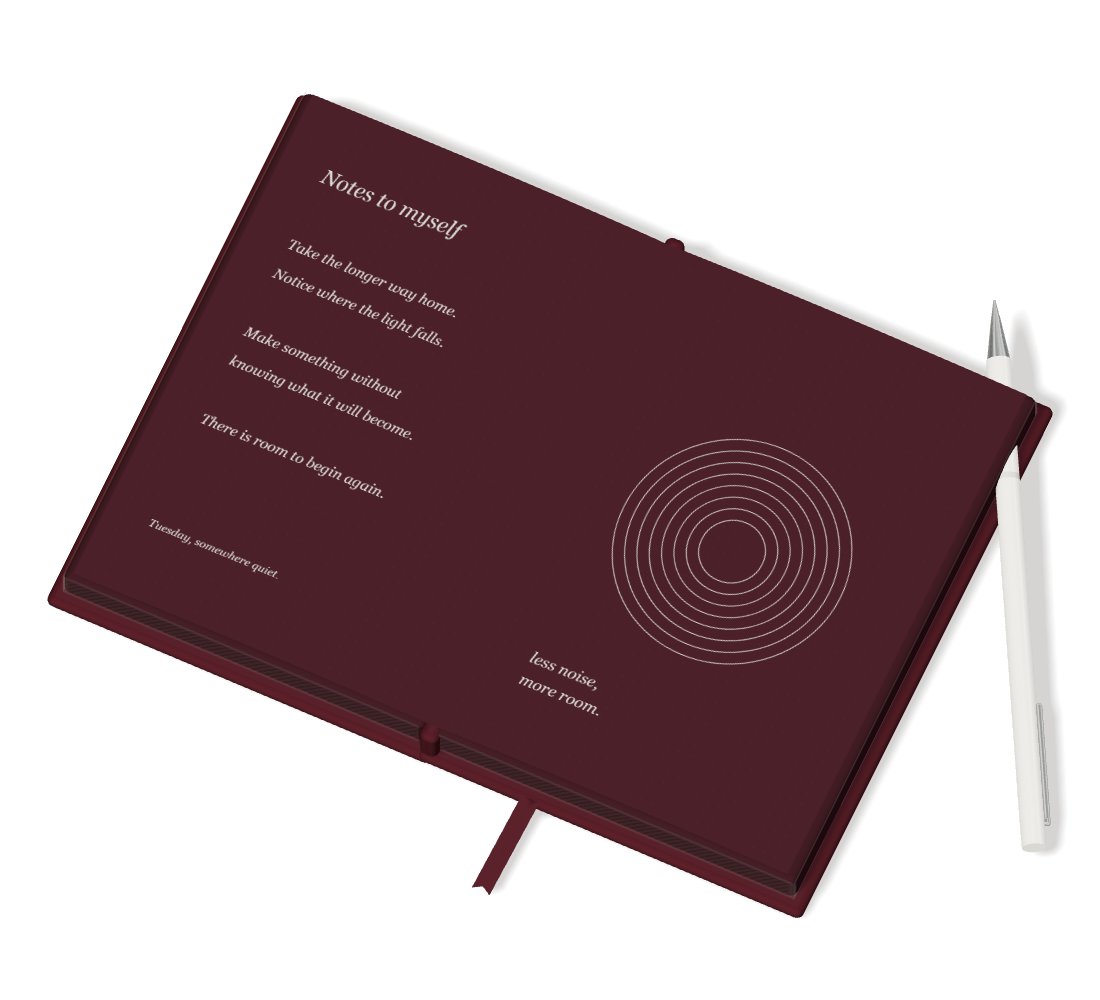 Notes to myself
Take the longer way home.
Notice where the light falls.
Make something without
knowing what it will become.
There is room to begin again.
Tuesday, somewhere quiet.
less noise,
more room.